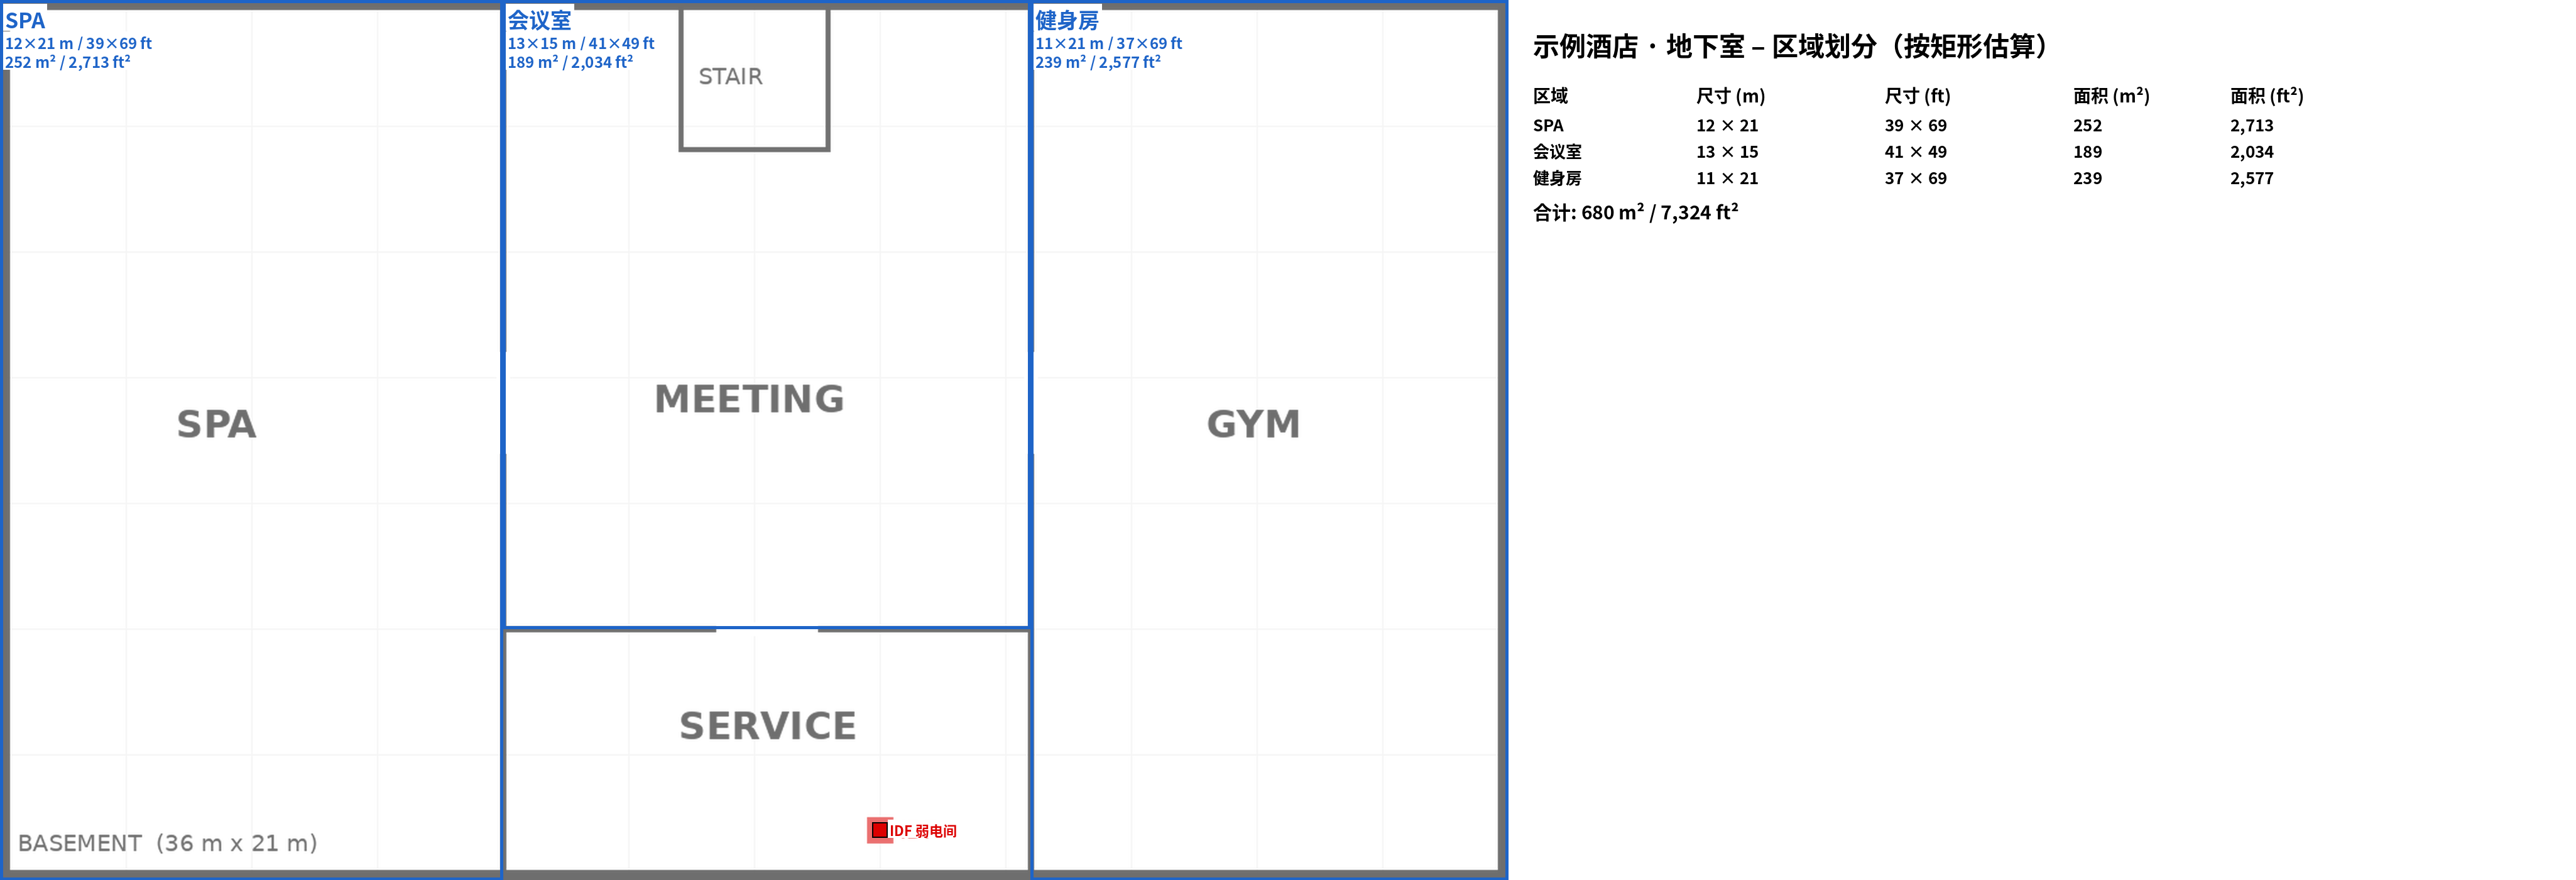 SPA
12×21 m / 39×69 ft
252 m² / 2,713 ft²
会议室
13×15 m / 41×49 ft
189 m² / 2,034 ft²
STAIR
健身房
11×21 m / 37×69 ft
239 m² / 2,577 ft²
SPA
MEETING
GYM
SERVICE
IDF 弱电间
BASEMENT (36 m x 21 m)
示例酒店 · 地下室 – 区域划分（按矩形估算）
区域 尺寸 (m) 尺寸 (ft) 面积 (m²) 面积 (ft²)
SPA 12 × 21 39 × 69 252 2,713
会议室 13 × 15 41 × 49 189 2,034
健身房 11 × 21 37 × 69 239 2,577
合计: 680 m² / 7,324 ft²